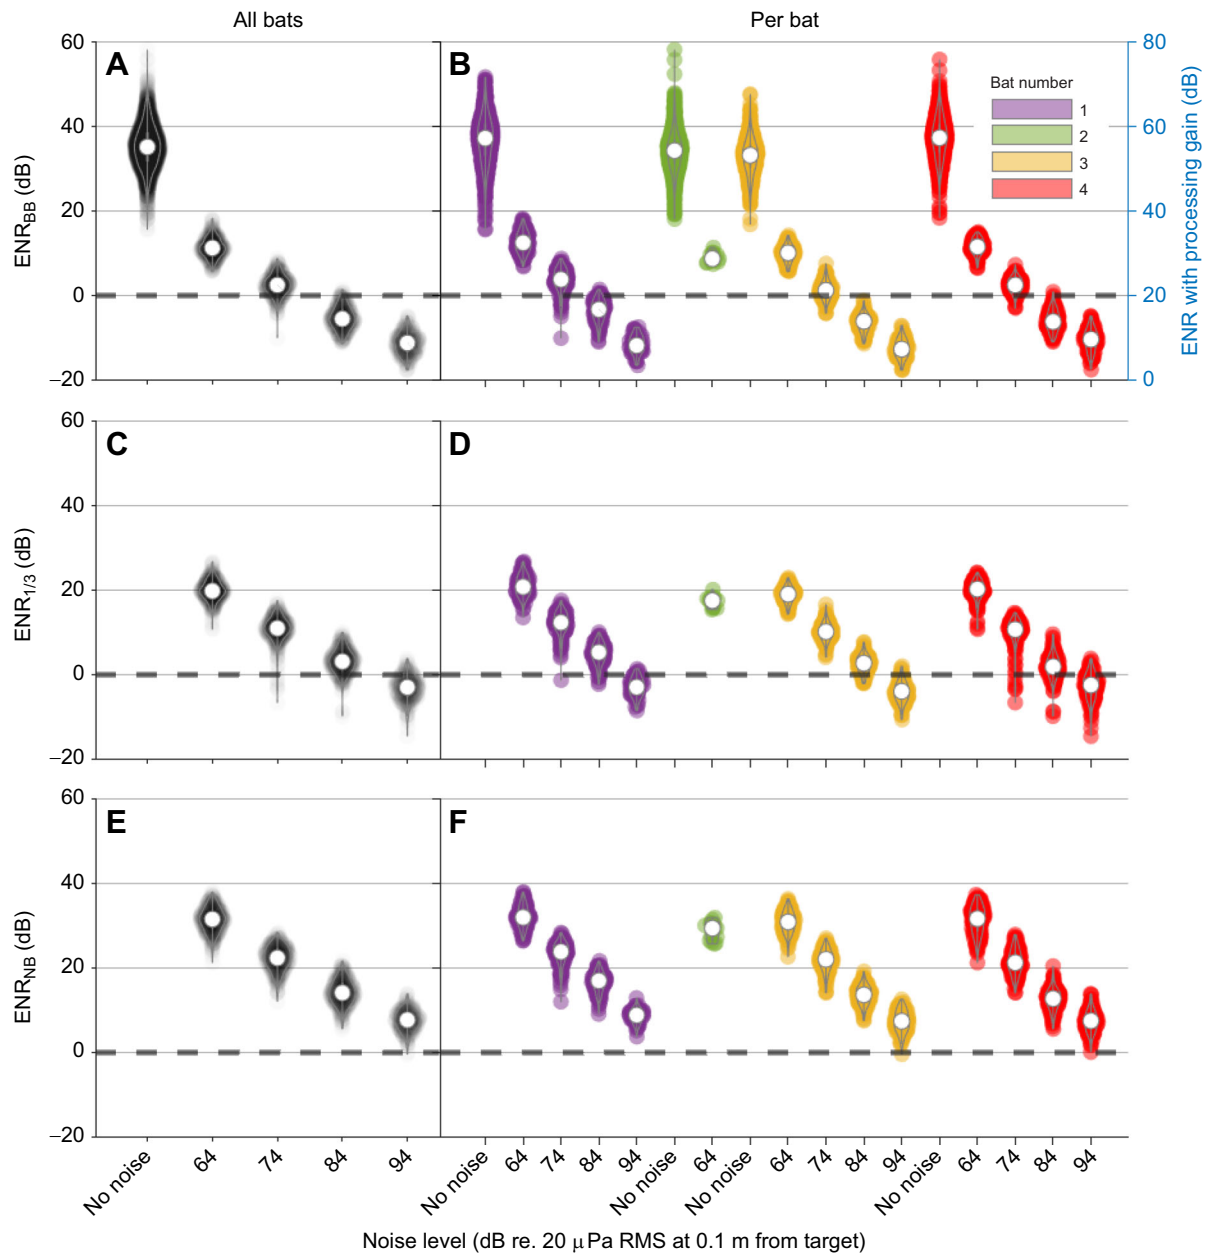 All bats
Per bat
A
B
60
40
20
0
–20
ENR_BB (dB)
80
60
40
20
0
ENR with processing gain (dB)
Bat number
1
2
3
4
C
D
60
40
20
0
–20
ENR_1/3 (dB)
E
F
60
40
20
0
–20
ENR_NB (dB)
No noise
64
74
84
94
No noise
64
74
84
94
No noise
64
No noise
64
74
84
94
No noise
64
74
84
94
Noise level (dB re. 20 μPa RMS at 0.1 m from target)